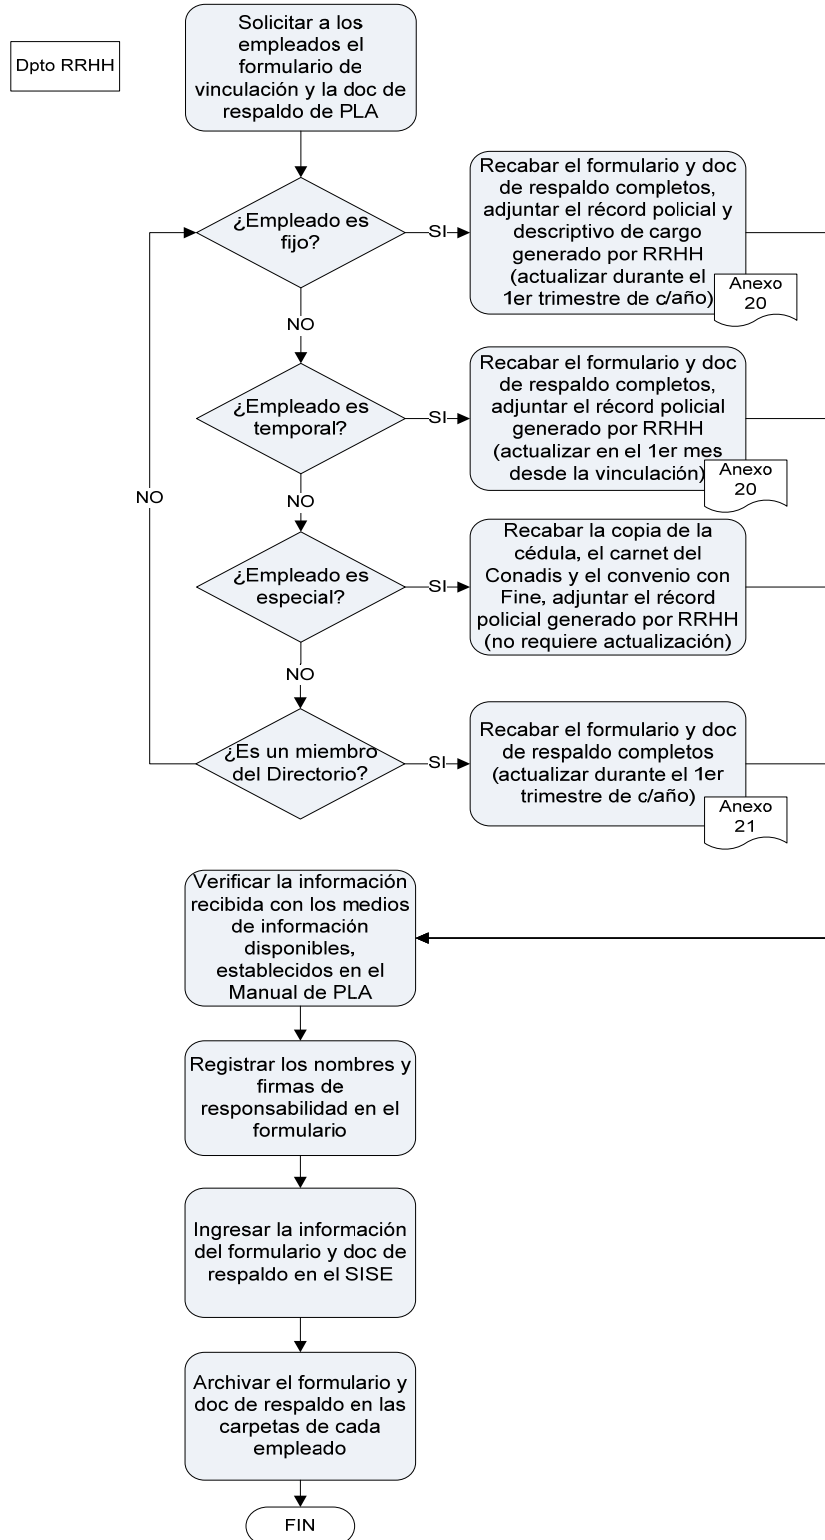 Dpto RRHH
Solicitar a los
empleados el
formulario de
vinculación y la doc de
respaldo de PLA
¿Empleado es
fijo?
SI
Recabar el formulario y doc
de respaldo completos,
adjuntar el récord policial y
descriptivo de cargo
generado por RRHH
(actualizar durante el
1er trimestre de c/año)
Anexo
20
NO
¿Empleado es
temporal?
SI
Recabar el formulario y doc
de respaldo completos,
adjuntar el récord policial
generado por RRHH
(actualizar en el 1er mes
desde la vinculación)
Anexo
20
NO
NO
¿Empleado es
especial?
SI
Recabar la copia de la
cédula, el carnet del
Conadis y el convenio con
Fine, adjuntar el récord
policial generado por RRHH
(no requiere actualización)
NO
¿Es un miembro
del Directorio?
SI
Recabar el formulario y doc
de respaldo completos
(actualizar durante el 1er
trimestre de c/año)
Anexo
21
Verificar la información
recibida con los medios
de información
disponibles,
establecidos en el
Manual de PLA
Registrar los nombres y
firmas de
responsabilidad en el
formulario
Ingresar la información
del formulario y doc de
respaldo en el SISE
Archivar el formulario y
doc de respaldo en las
carpetas de cada
empleado
FIN